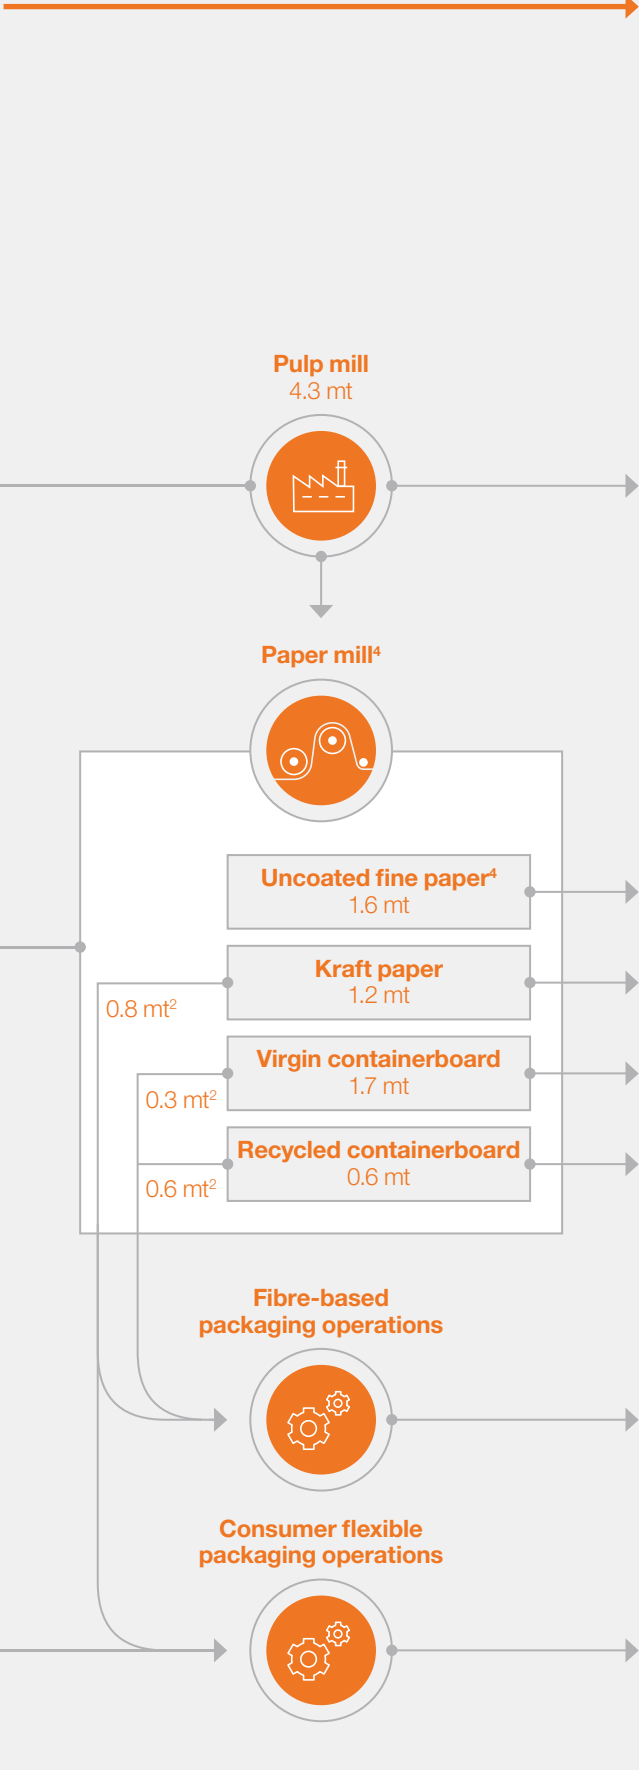 Pulp mill
4.3 mt
Paper mill⁴
Uncoated fine paper⁴
1.6 mt
Kraft paper
1.2 mt
0.8 mt²
Virgin containerboard
1.7 mt
0.3 mt²
Recycled containerboard
0.6 mt
0.6 mt²
Fibre-based
packaging operations
Consumer flexible
packaging operations